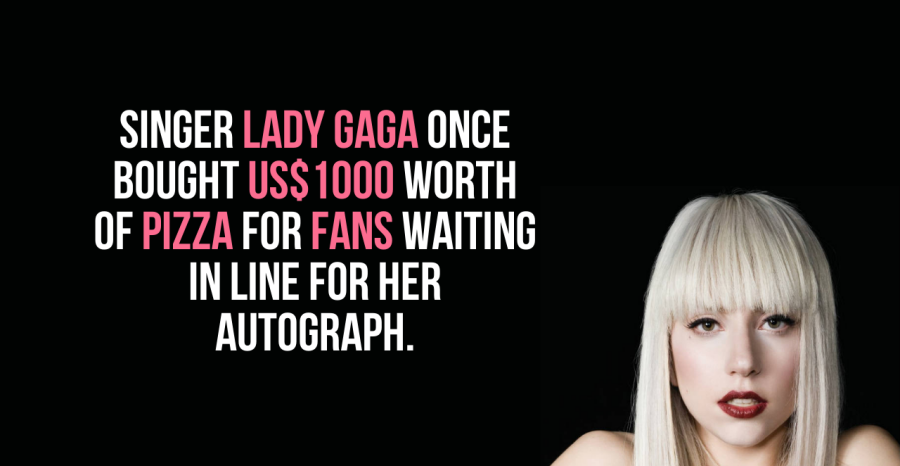 SINGER LADY GAGA ONCE
BOUGHT US$1000 WORTH
OF PIZZA FOR FANS WAITING
IN LINE FOR HER
AUTOGRAPH.